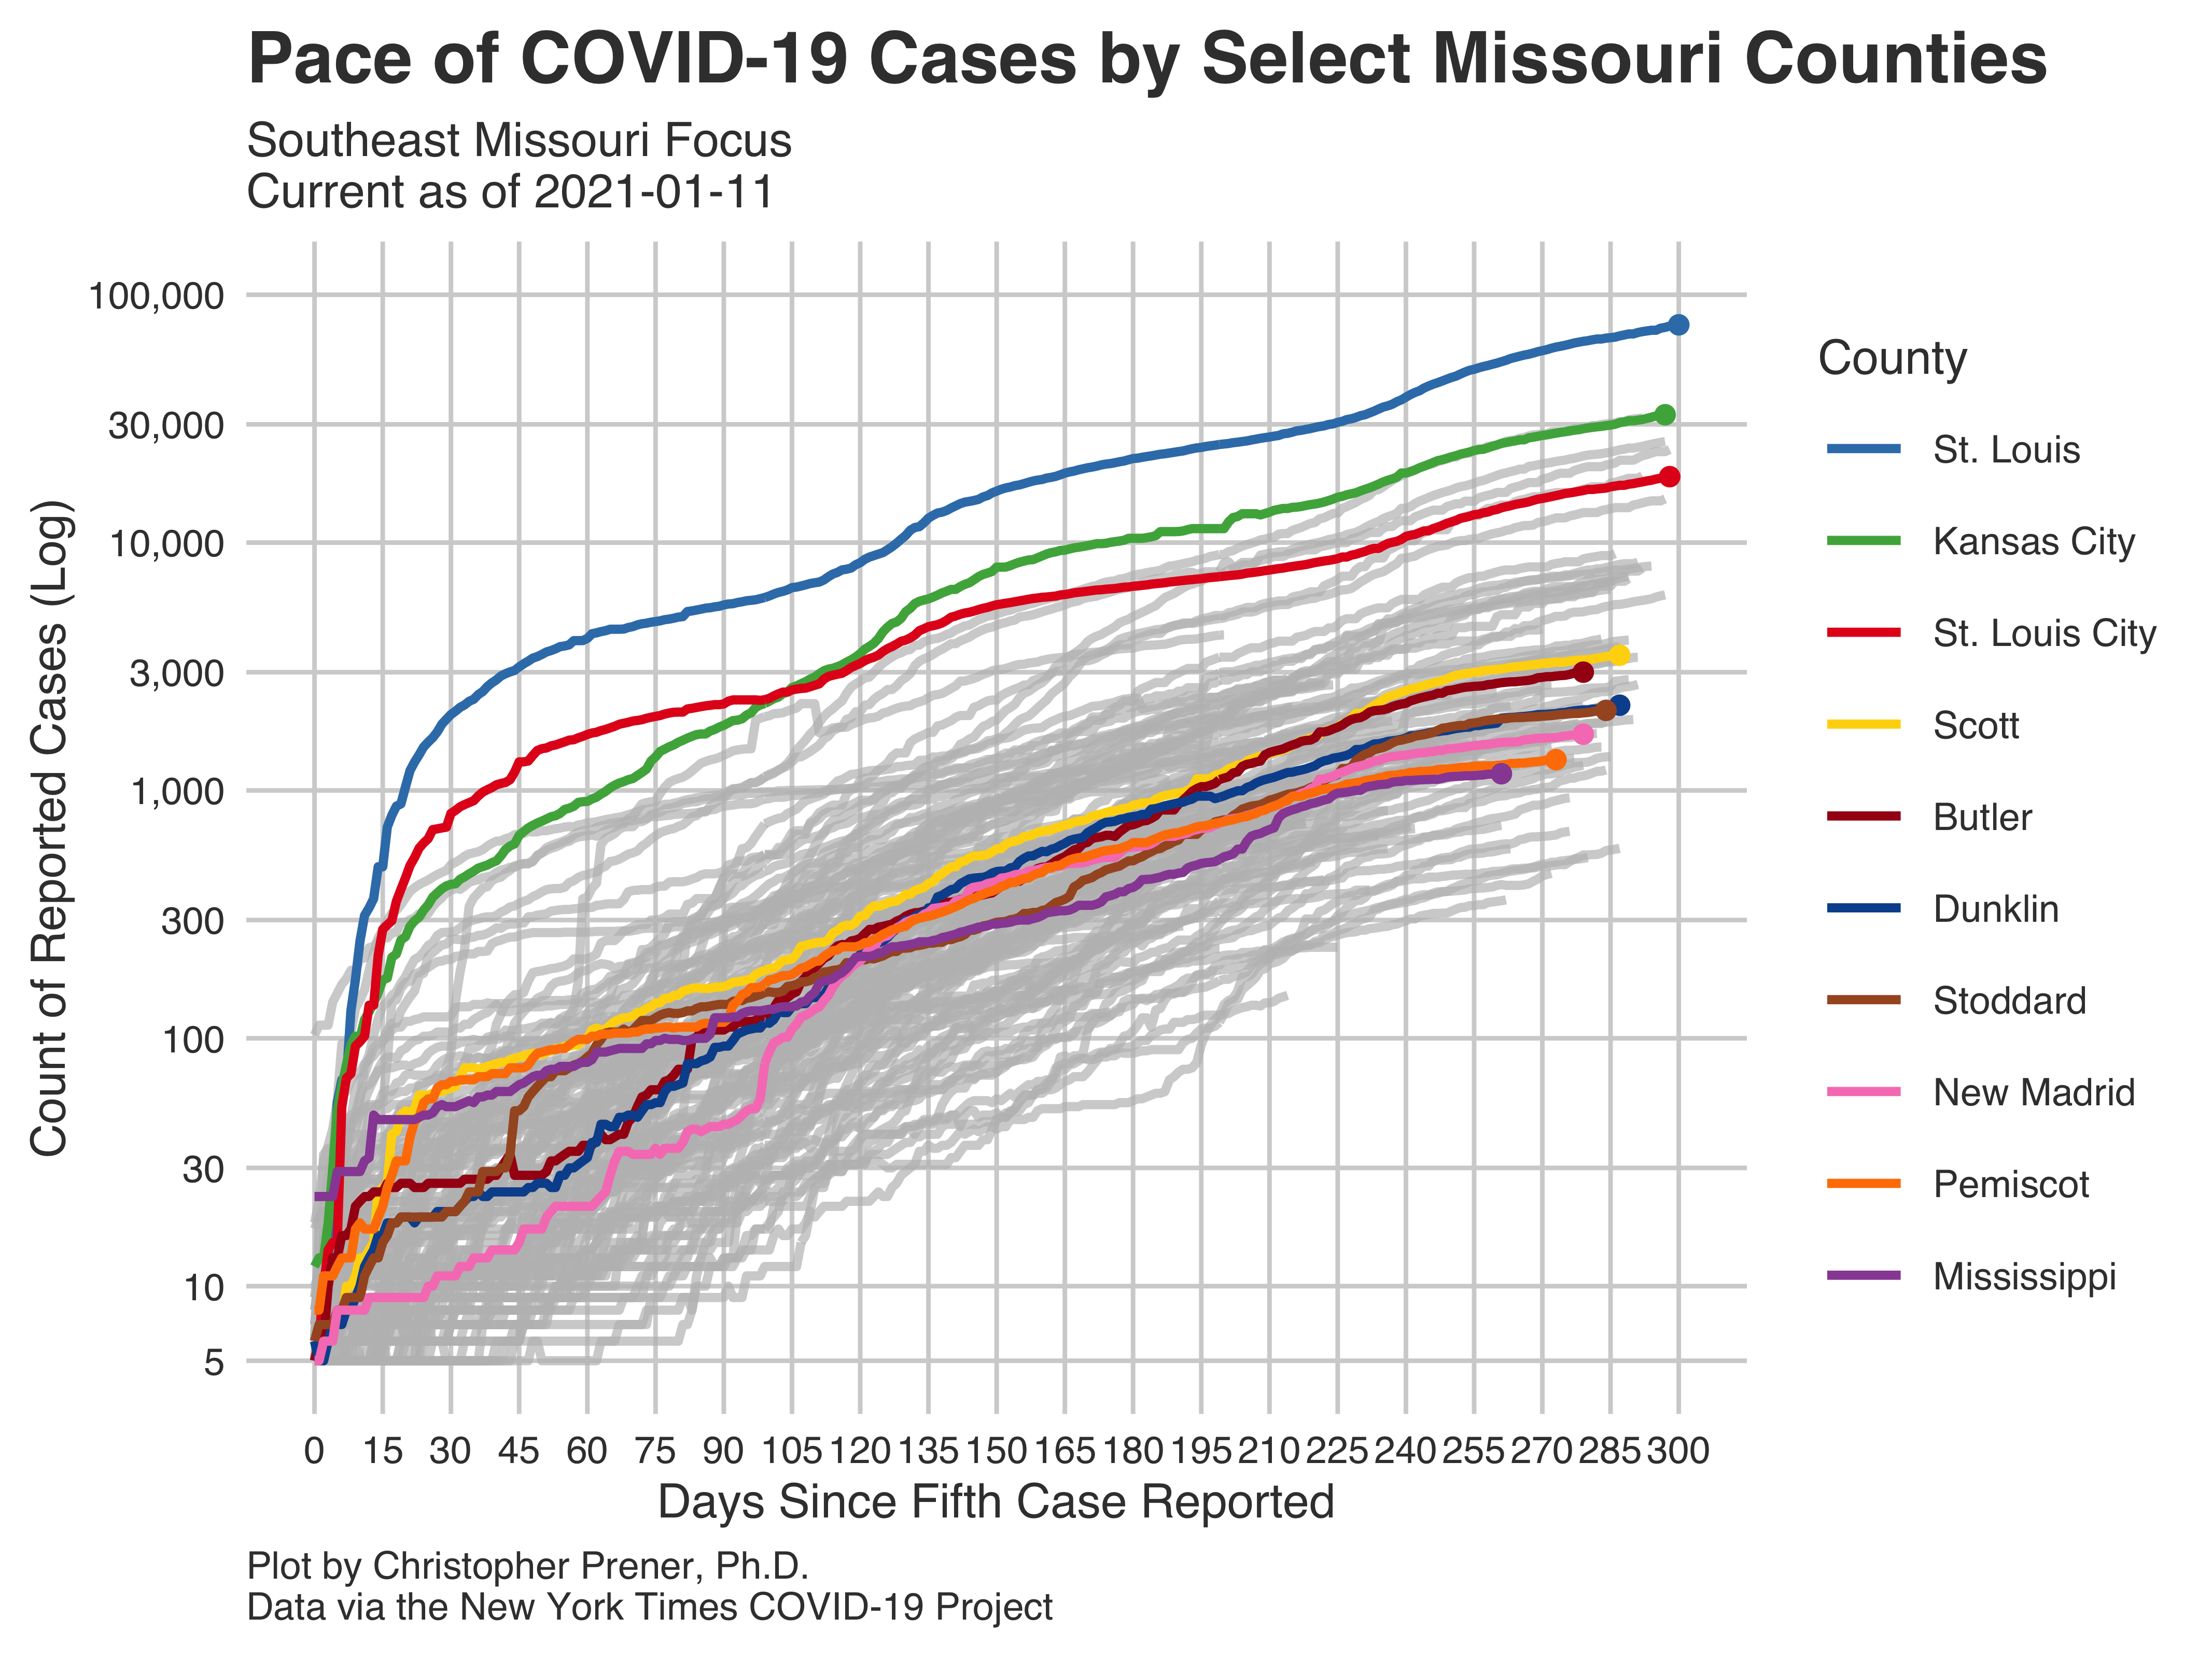 Pace of COVID-19 Cases by Select Missouri Counties
Southeast Missouri Focus
Current as of 2021-01-11
Count of Reported Cases (Log)
100,000
30,000
10,000
3,000
1,000
300
100
30
10
5
0 15 30 45 60 75 90 105 120 135 150 165 180 195 210 225 240 255 270 285 300
Days Since Fifth Case Reported
County
St. Louis
Kansas City
St. Louis City
Scott
Butler
Dunklin
Stoddard
New Madrid
Pemiscot
Mississippi
Plot by Christopher Prener, Ph.D.
Data via the New York Times COVID-19 Project